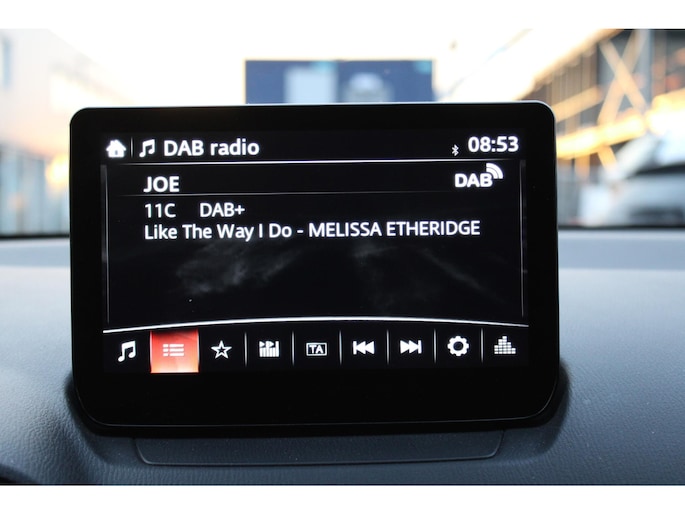 DAB radio 08:53
JOE DAB
11C DAB+
Like The Way I Do - MELISSA ETHERIDGE
TA